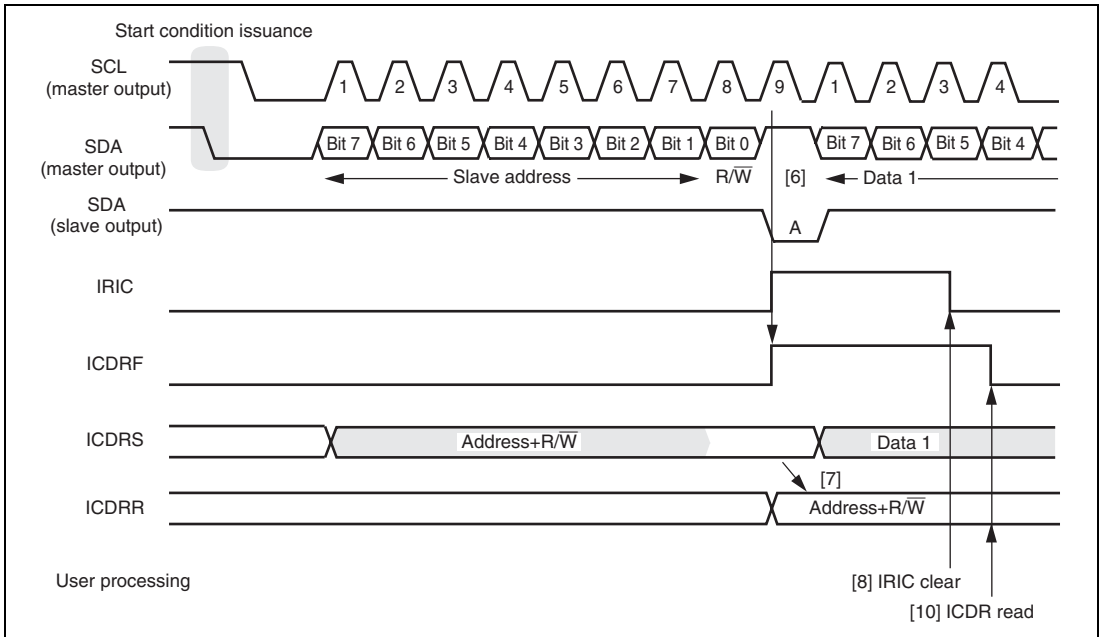 Start condition issuance
SCL
(master output)
1 2 3 4 5 6 7 8 9 1 2 3 4
SDA
(master output)
Bit 7 Bit 6 Bit 5 Bit 4 Bit 3 Bit 2 Bit 1 Bit 0 Bit 7 Bit 6 Bit 5 Bit 4
Slave address R/W̅ [6] Data 1
SDA
(slave output)
A
IRIC
ICDRF
ICDRS
Address+R/W̅ Data 1
[7]
ICDRR
Address+R/W̅
User processing
[8] IRIC clear
[10] ICDR read